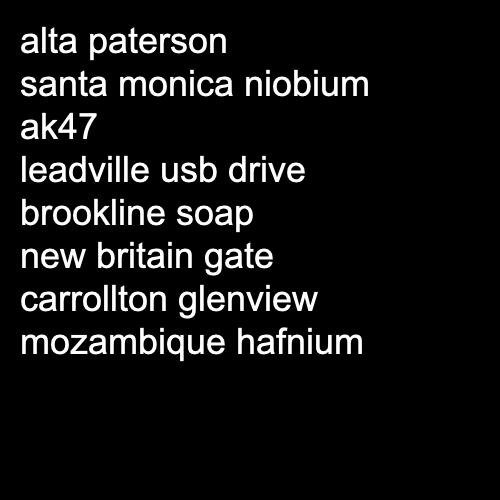 alta paterson
santa monica niobium
ak47
leadville usb drive
brookline soap
new britain gate
carrollton glenview
mozambique hafnium